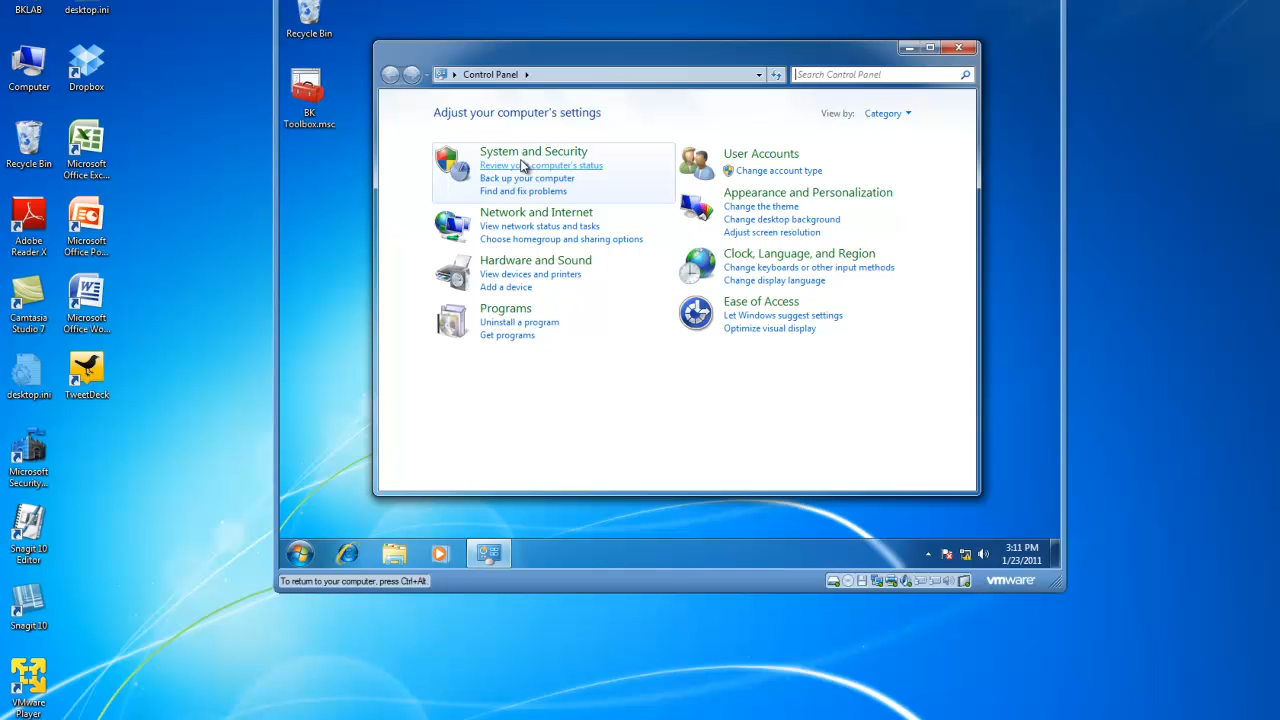 BKLAB
desktop.ini
Computer
Dropbox
Recycle Bin
Microsoft
Office Exc...
Adobe
Reader X
Microsoft
Office Po...
Camtasia
Studio 7
Microsoft
Office Wo...
desktop.ini
TweetDeck
Microsoft
Security...
Snagit 10
Editor
Snagit 10
VMware
Player
Recycle Bin
BK
Toolbox.msc
Control Panel
Search Control Panel
Adjust your computer's settings
View by: Category
System and Security
Review your computer's status
Back up your computer
Find and fix problems
Network and Internet
View network status and tasks
Choose homegroup and sharing options
Hardware and Sound
View devices and printers
Add a device
Programs
Uninstall a program
Get programs
User Accounts
Change account type
Appearance and Personalization
Change the theme
Change desktop background
Adjust screen resolution
Clock, Language, and Region
Change keyboards or other input methods
Change display language
Ease of Access
Let Windows suggest settings
Optimize visual display
3:11 PM
1/23/2011
To return to your computer, press Ctrl+Alt.
vmware